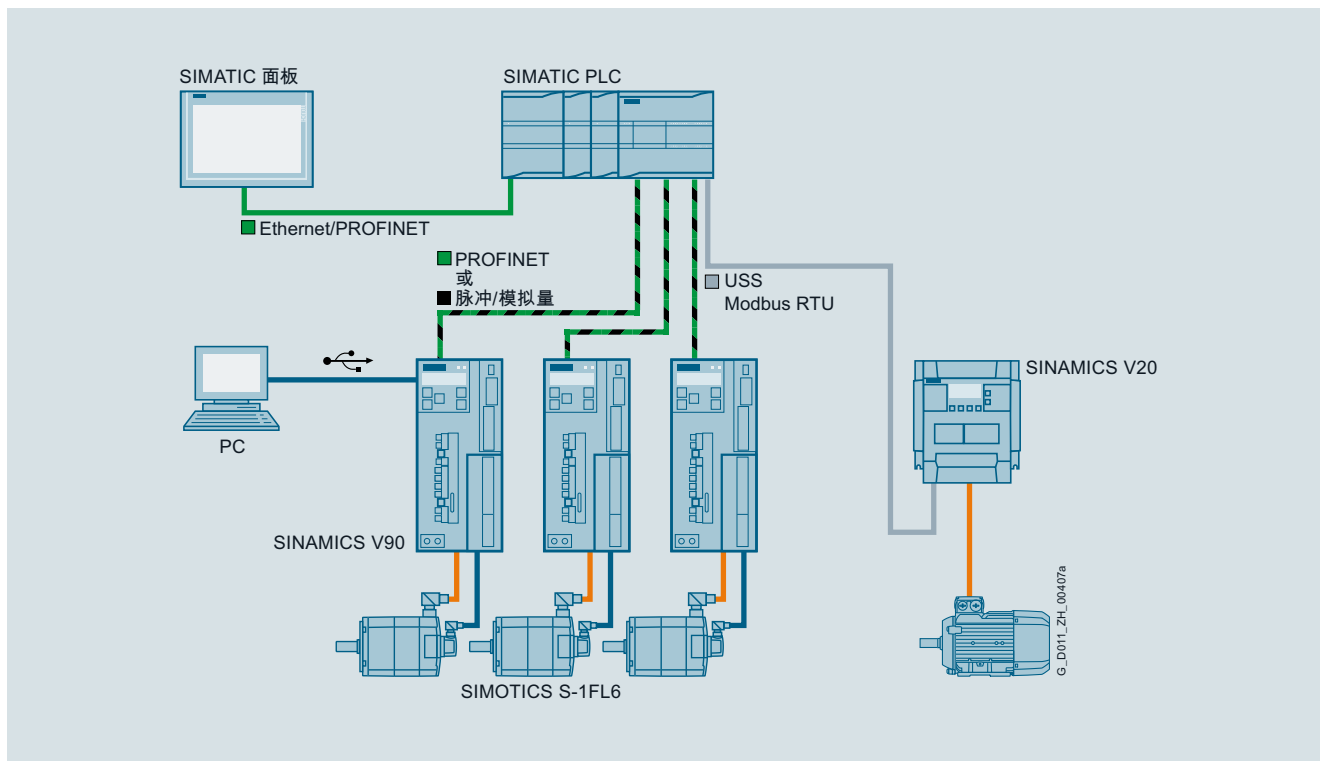 SIMATIC 面板
SIMATIC PLC
Ethernet/PROFINET
PROFINET
或
脉冲/模拟量
USS
Modbus RTU
SINAMICS V20
PC
SINAMICS V90
SIMOTICS S-1FL6
G_D011_ZH_00407a